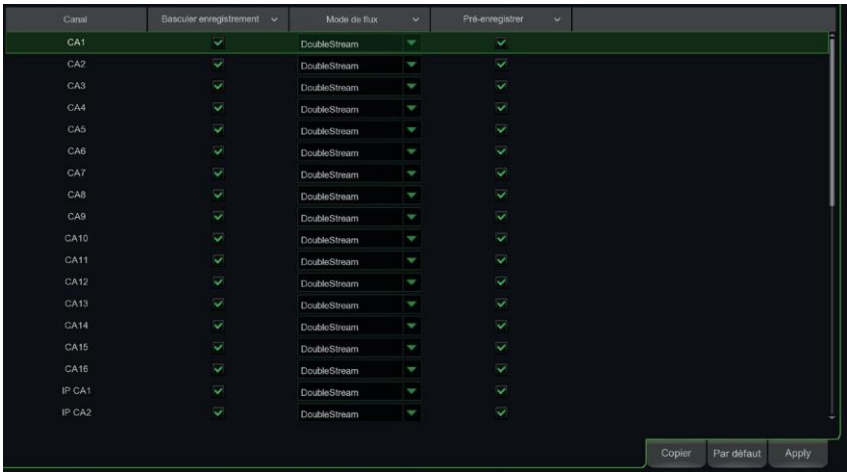 Canal Basculer enregistrement Mode de flux Pré-enregistrer
CA1 DoubleStream
CA2 DoubleStream
CA3 DoubleStream
CA4 DoubleStream
CA5 DoubleStream
CA6 DoubleStream
CA7 DoubleStream
CA8 DoubleStream
CA9 DoubleStream
CA10 DoubleStream
CA11 DoubleStream
CA12 DoubleStream
CA13 DoubleStream
CA14 DoubleStream
CA15 DoubleStream
CA16 DoubleStream
IP CA1 DoubleStream
IP CA2 DoubleStream
Copier Par défaut Apply